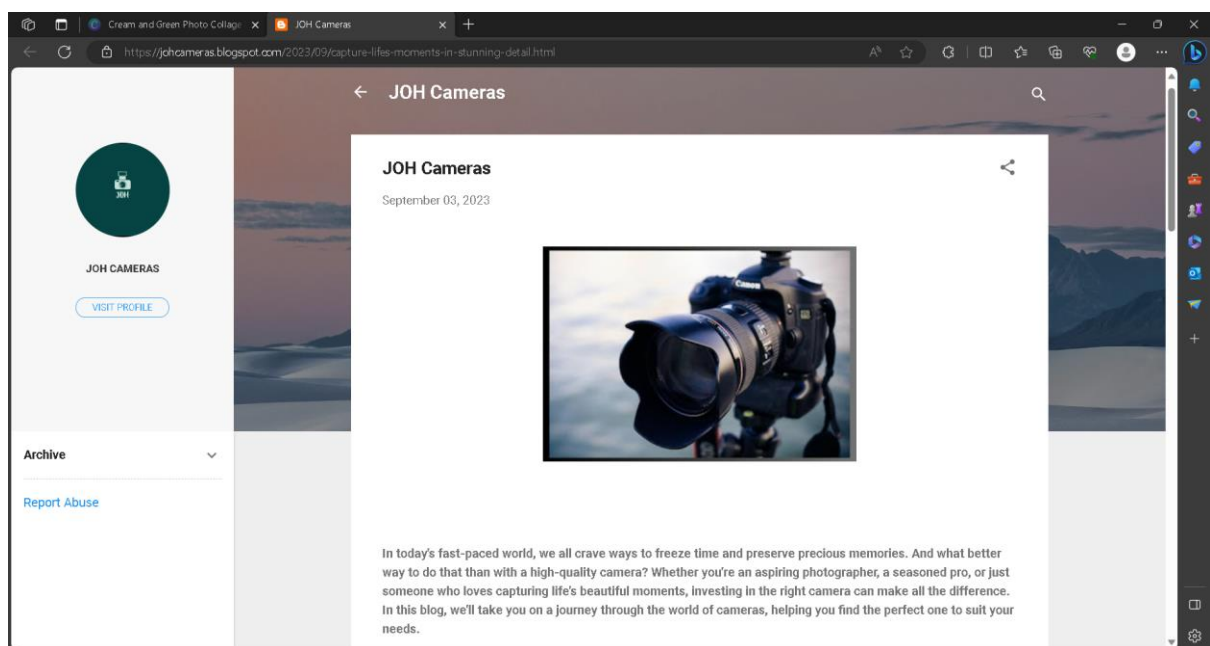 Cream and Green Photo Collage
JOH Cameras
https://johcameras.blogspot.com/2023/09/capture-lifes-moments-in-stunning-detail.html
JOH Cameras
JOH
JOH CAMERAS
VISIT PROFILE
Archive
Report Abuse
JOH Cameras
September 03, 2023
Canon
In today's fast-paced world, we all crave ways to freeze time and preserve precious memories. And what better
way to do that than with a high-quality camera? Whether you're an aspiring photographer, a seasoned pro, or just
someone who loves capturing life's beautiful moments, investing in the right camera can make all the difference.
In this blog, we'll take you on a journey through the world of cameras, helping you find the perfect one to suit your
needs.